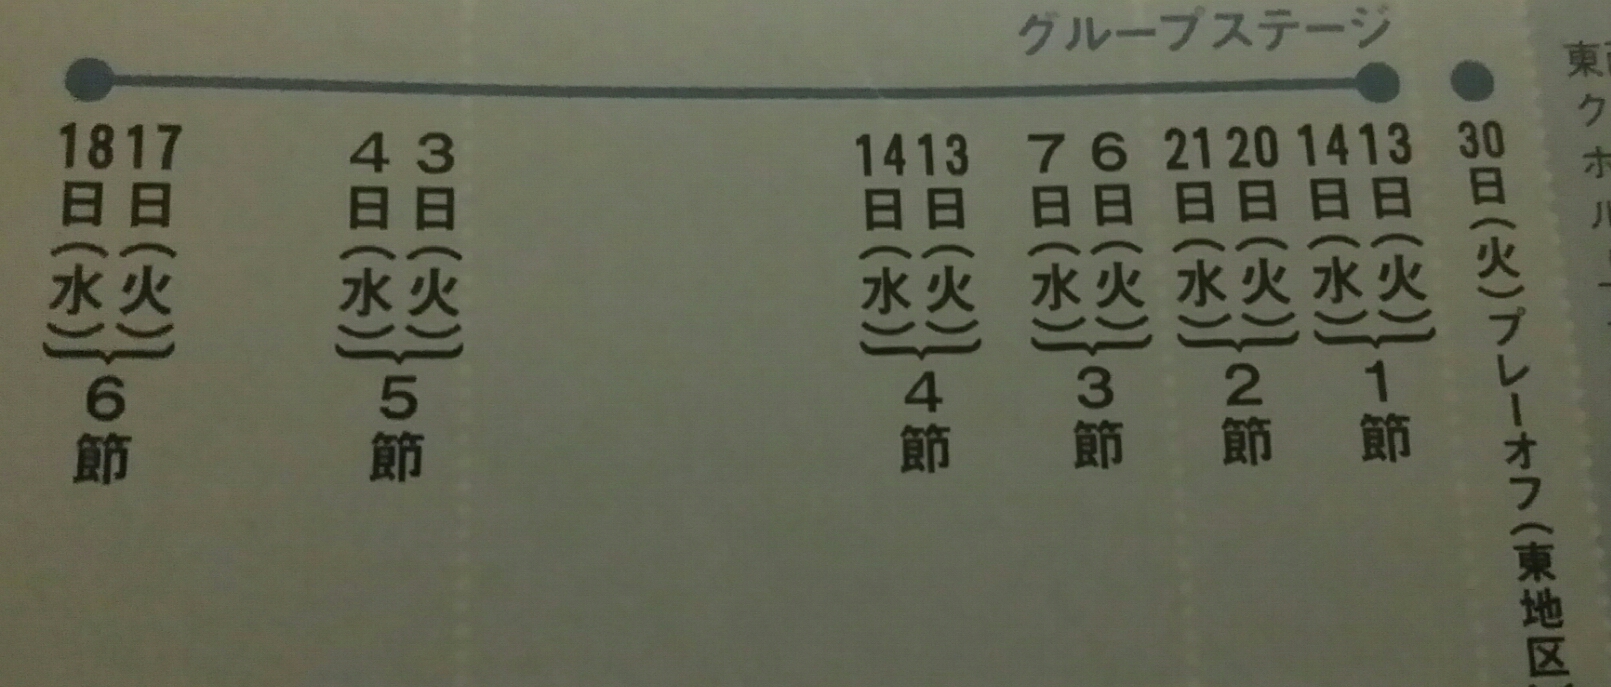 グループステージ
30日(火)プレーオフ(東地区
13日(火)
14日(水)
1節
20日(火)
21日(水)
2節
6日(火)
7日(水)
3節
13日(火)
14日(水)
4節
3日(火)
4日(水)
5節
17日(火)
18日(水)
6節